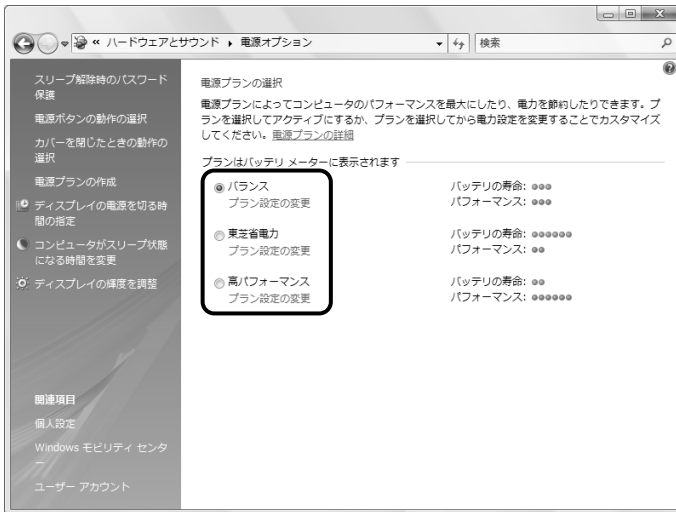 « ハードウェアとサウンド ▸ 電源オプション
検索
スリープ解除時のパスワード
保護
電源ボタンの動作の選択
カバーを閉じたときの動作の
選択
電源プランの作成
ディスプレイの電源を切る時
間の指定
コンピュータがスリープ状態
になる時間を変更
ディスプレイの輝度を調整
関連項目
個人設定
Windows モビリティ センタ
ー
ユーザー アカウント
電源プランの選択
電源プランによってコンピュータのパフォーマンスを最大にしたり、電力を節約したりできます。プ
ランを選択してアクティブにするか、プランを選択してから電力設定を変更することでカスタマイズ
してください。電源プランの詳細
プランはバッテリ メーターに表示されます
バランス
プラン設定の変更
バッテリの寿命:
パフォーマンス:
東芝省電力
プラン設定の変更
バッテリの寿命:
パフォーマンス:
高パフォーマンス
プラン設定の変更
バッテリの寿命:
パフォーマンス: